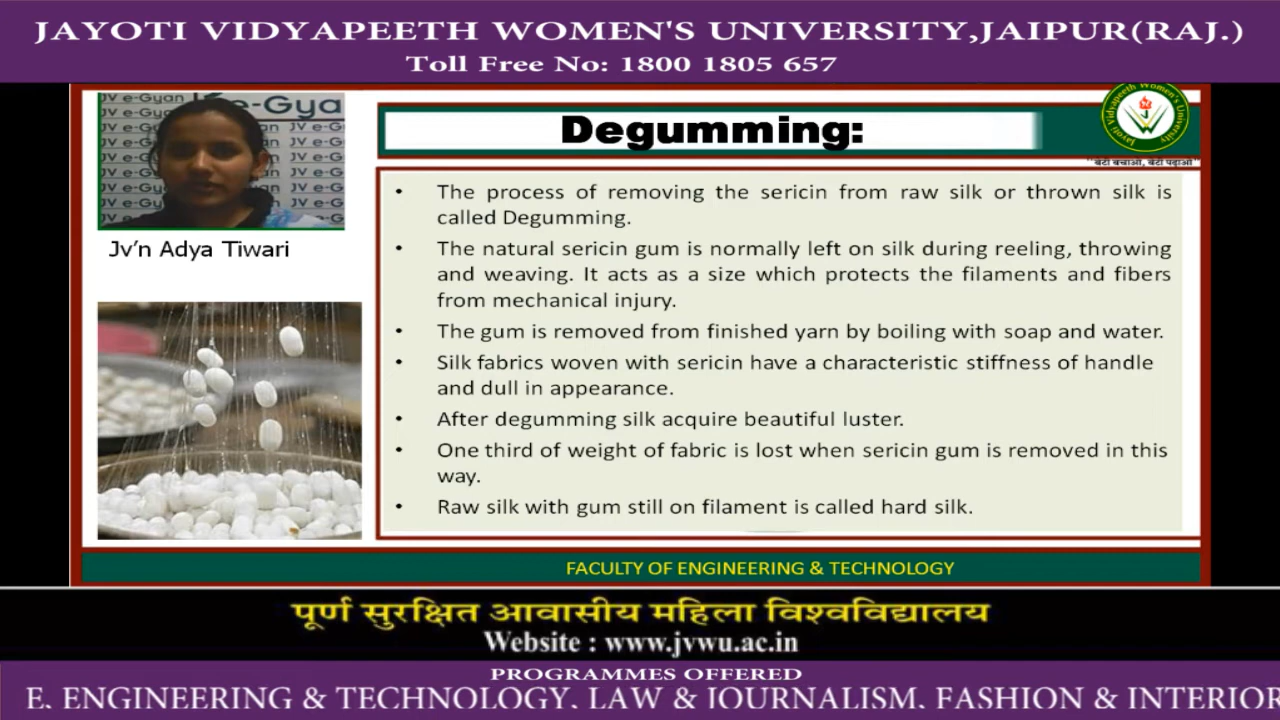 JAYOTI VIDYAPEETH WOMEN'S UNIVERSITY,JAIPUR(RAJ.)
Toll Free No: 1800 1805 657
Jayoti Vidyapeeth Women's University
"बेटी बचाओ, बेटी पढ़ाओ"
Jv'n Adya Tiwari
Degumming:
• The process of removing the sericin from raw silk or thrown silk is
called Degumming.
• The natural sericin gum is normally left on silk during reeling, throwing
and weaving. It acts as a size which protects the filaments and fibers
from mechanical injury.
• The gum is removed from finished yarn by boiling with soap and water.
• Silk fabrics woven with sericin have a characteristic stiffness of handle
and dull in appearance.
• After degumming silk acquire beautiful luster.
• One third of weight of fabric is lost when sericin gum is removed in this
way.
• Raw silk with gum still on filament is called hard silk.
FACULTY OF ENGINEERING & TECHNOLOGY
पूर्ण सुरक्षित आवासीय महिला विश्वविद्यालय
Website : www.jvwu.ac.in
PROGRAMMES OFFERED
E, ENGINEERING & TECHNOLOGY, LAW & JOURNALISM, FASHION & INTERIOR